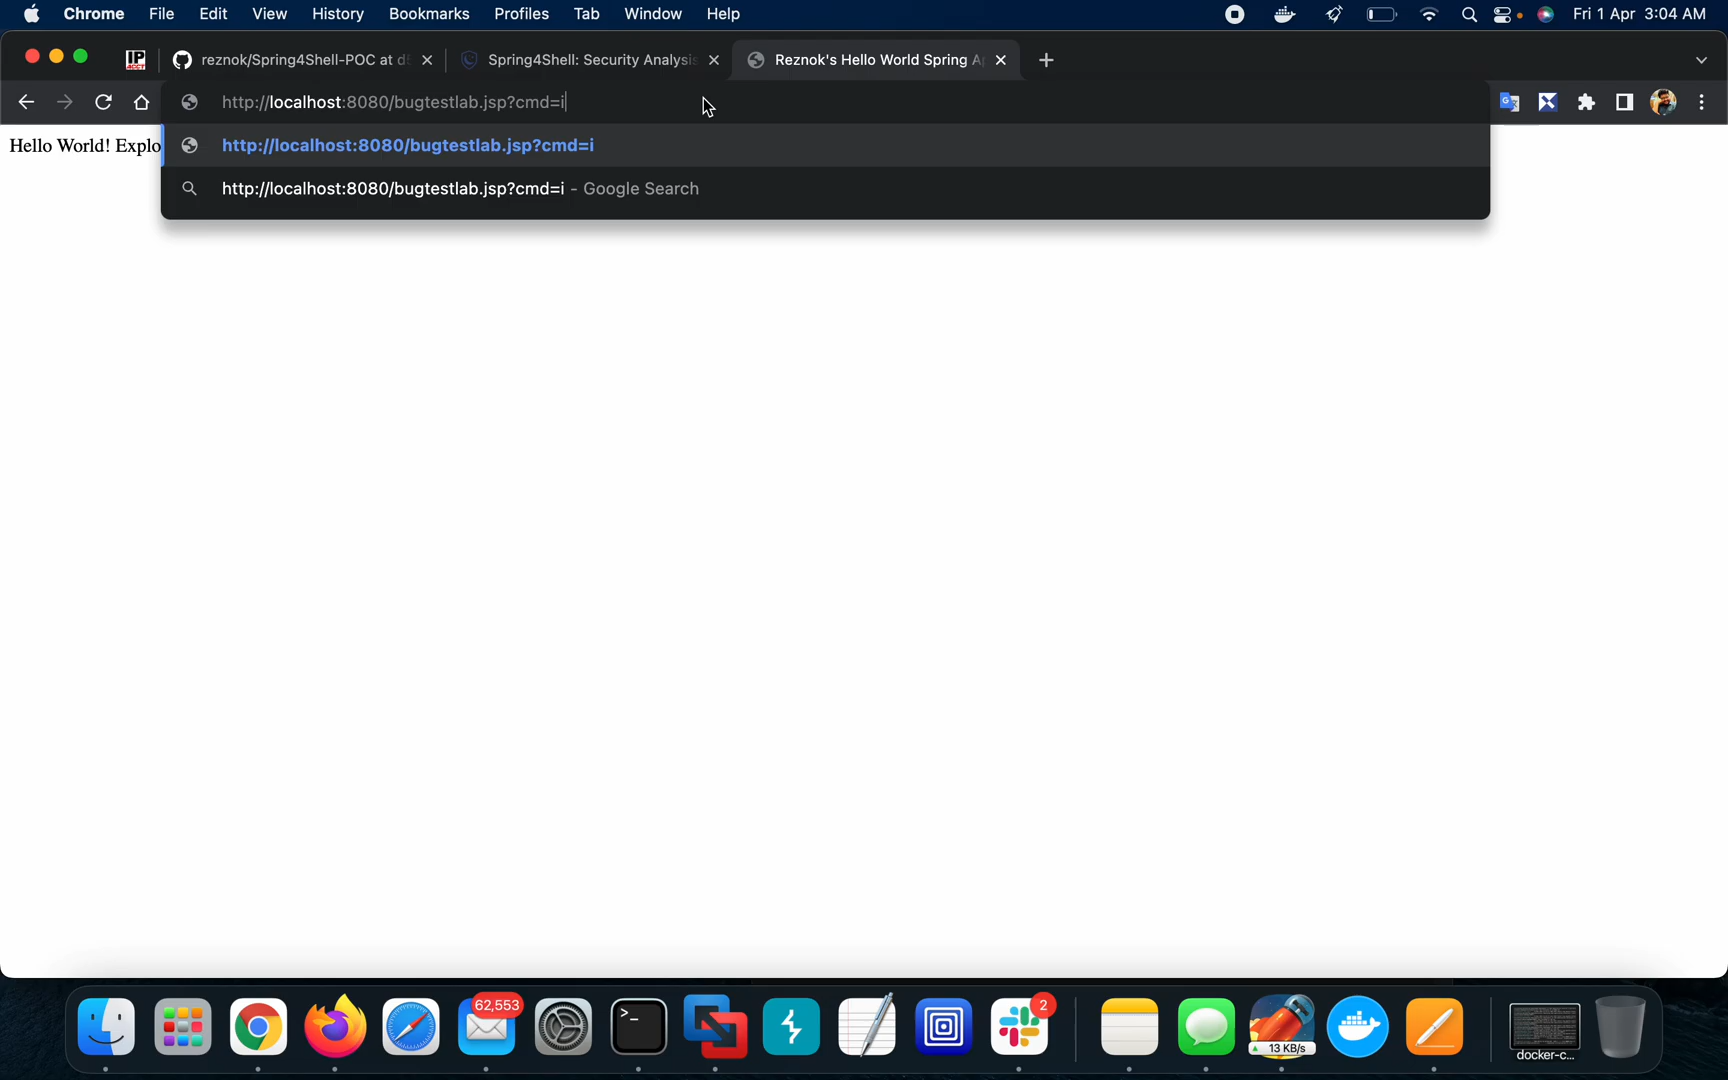 Chrome File Edit View History Bookmarks Profiles Tab Window Help Fri 1 Apr 3:04 AM
IP ACCT reznok/Spring4Shell-POC at d Spring4Shell: Security Analysis Reznok's Hello World Spring A
http://localhost:8080/bugtestlab.jsp?cmd=i
Hello World! Explo
http://localhost:8080/bugtestlab.jsp?cmd=i
http://localhost:8080/bugtestlab.jsp?cmd=i - Google Search
62,553
2
>_
13 KB/s
docker-c...